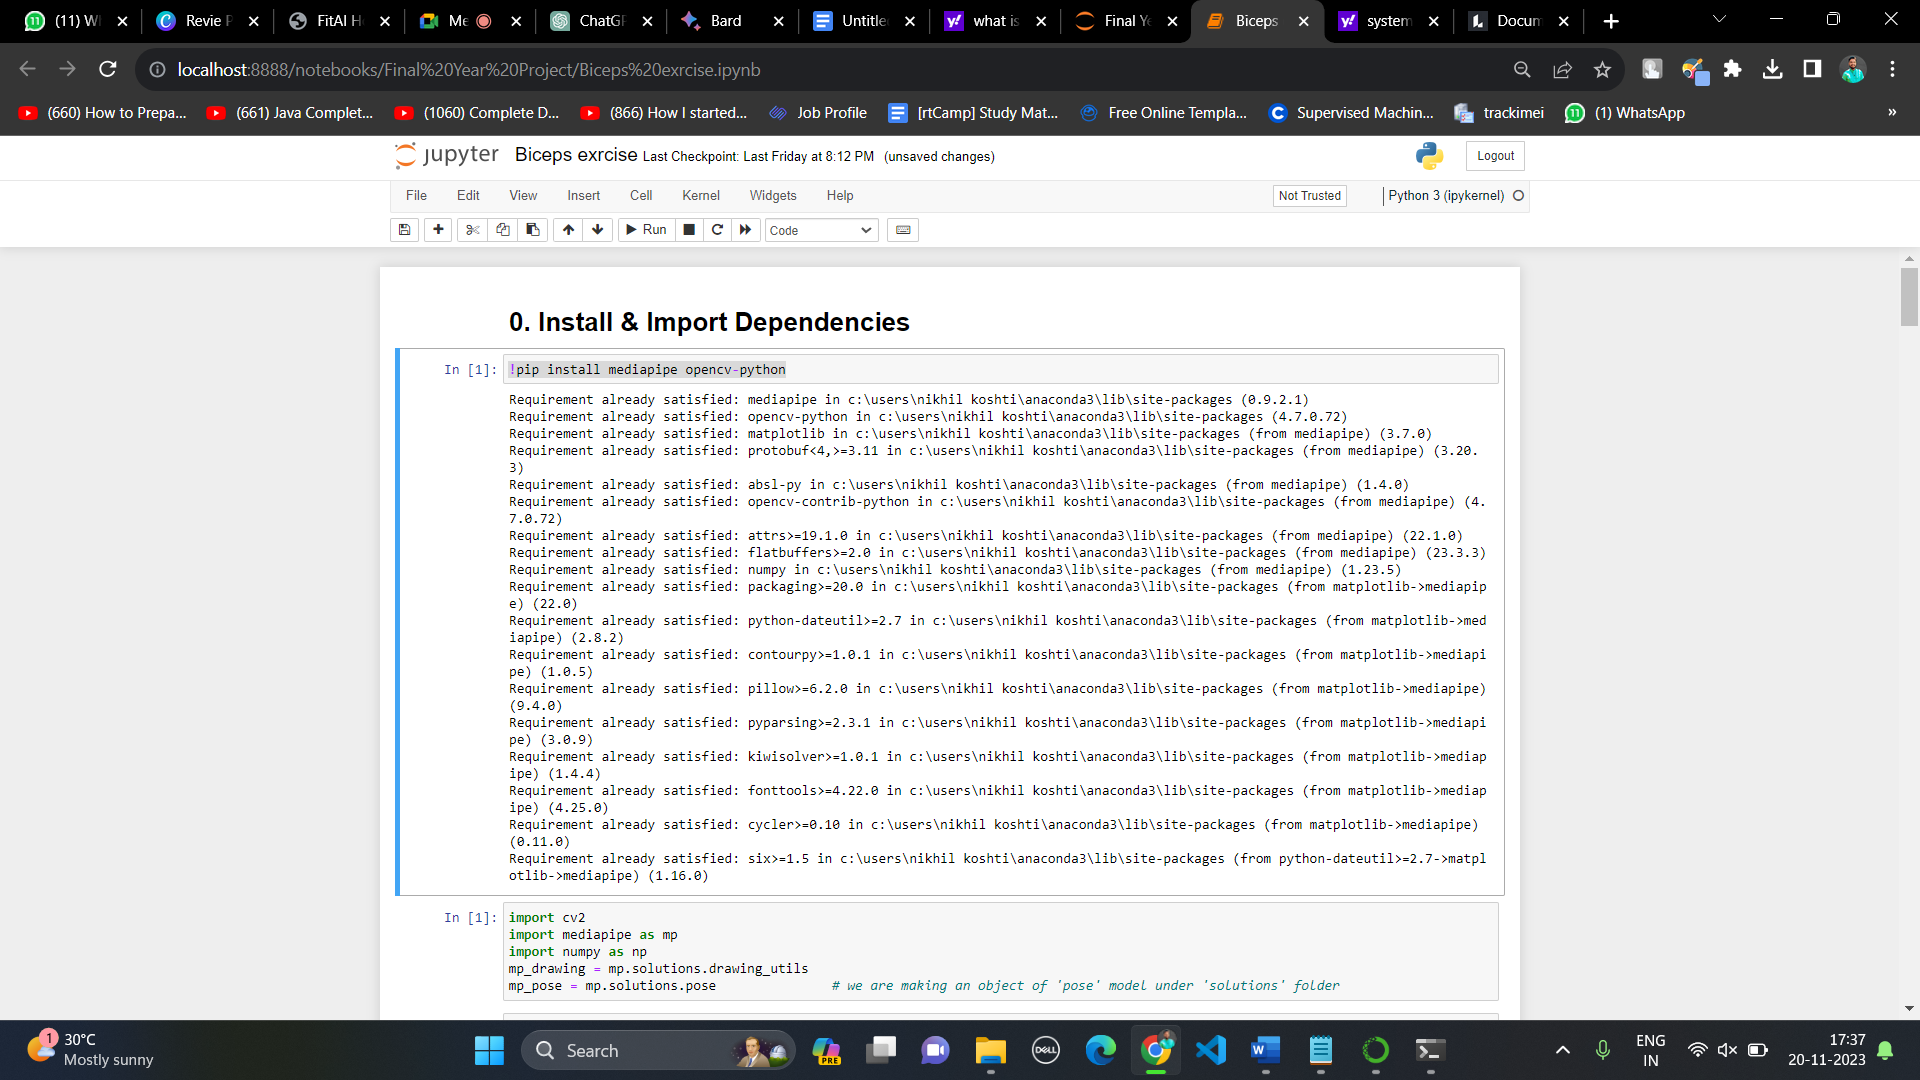 (11) W
Revie P
FitAI H
Me
ChatGP
Bard
Untitle
what is
Final Ye
Biceps
system
Docum
localhost:8888/notebooks/Final%20Year%20Project/Biceps%20exrcise.ipynb
(660) How to Prepa...
(661) Java Complet...
(1060) Complete D...
(866) How I started...
Job Profile
[rtCamp] Study Mat...
Free Online Templa...
Supervised Machin...
trackimei
(1) WhatsApp
»
jupyter Biceps exrcise Last Checkpoint: Last Friday at 8:12 PM (unsaved changes)
Logout
File Edit View Insert Cell Kernel Widgets Help
Not Trusted
Python 3 (ipykernel)
Run
Code
0. Install & Import Dependencies
In [1]: !pip install mediapipe opencv-python
Requirement already satisfied: mediapipe in c:\users\nikhil koshti\anaconda3\lib\site-packages (0.9.2.1)
Requirement already satisfied: opencv-python in c:\users\nikhil koshti\anaconda3\lib\site-packages (4.7.0.72)
Requirement already satisfied: matplotlib in c:\users\nikhil koshti\anaconda3\lib\site-packages (from mediapipe) (3.7.0)
Requirement already satisfied: protobuf<4,>=3.11 in c:\users\nikhil koshti\anaconda3\lib\site-packages (from mediapipe) (3.20.
3)
Requirement already satisfied: absl-py in c:\users\nikhil koshti\anaconda3\lib\site-packages (from mediapipe) (1.4.0)
Requirement already satisfied: opencv-contrib-python in c:\users\nikhil koshti\anaconda3\lib\site-packages (from mediapipe) (4.
7.0.72)
Requirement already satisfied: attrs>=19.1.0 in c:\users\nikhil koshti\anaconda3\lib\site-packages (from mediapipe) (22.1.0)
Requirement already satisfied: flatbuffers>=2.0 in c:\users\nikhil koshti\anaconda3\lib\site-packages (from mediapipe) (23.3.3)
Requirement already satisfied: numpy in c:\users\nikhil koshti\anaconda3\lib\site-packages (from mediapipe) (1.23.5)
Requirement already satisfied: packaging>=20.0 in c:\users\nikhil koshti\anaconda3\lib\site-packages (from matplotlib->mediapip
e) (22.0)
Requirement already satisfied: python-dateutil>=2.7 in c:\users\nikhil koshti\anaconda3\lib\site-packages (from matplotlib->med
iapipe) (2.8.2)
Requirement already satisfied: contourpy>=1.0.1 in c:\users\nikhil koshti\anaconda3\lib\site-packages (from matplotlib->mediapi
pe) (1.0.5)
Requirement already satisfied: pillow>=6.2.0 in c:\users\nikhil koshti\anaconda3\lib\site-packages (from matplotlib->mediapipe)
(9.4.0)
Requirement already satisfied: pyparsing>=2.3.1 in c:\users\nikhil koshti\anaconda3\lib\site-packages (from matplotlib->mediapi
pe) (3.0.9)
Requirement already satisfied: kiwisolver>=1.0.1 in c:\users\nikhil koshti\anaconda3\lib\site-packages (from matplotlib->mediap
ipe) (1.4.4)
Requirement already satisfied: fonttools>=4.22.0 in c:\users\nikhil koshti\anaconda3\lib\site-packages (from matplotlib->mediap
ipe) (4.25.0)
Requirement already satisfied: cycler>=0.10 in c:\users\nikhil koshti\anaconda3\lib\site-packages (from matplotlib->mediapipe)
(0.11.0)
Requirement already satisfied: six>=1.5 in c:\users\nikhil koshti\anaconda3\lib\site-packages (from python-dateutil>=2.7->matpl
otlib->mediapipe) (1.16.0)
In [1]: import cv2
import mediapipe as mp
import numpy as np
mp_drawing = mp.solutions.drawing_utils
mp_pose = mp.solutions.pose # we are making an object of 'pose' model under 'solutions' folder
1
30°C
Mostly sunny
Search
PRE
DELL
ENG
IN
17:37
20-11-2023